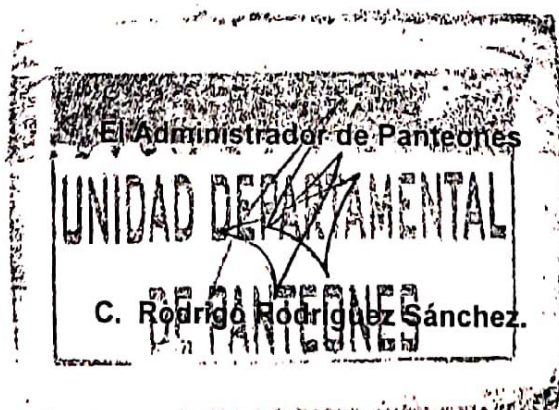 El Administrador de Panteones
UNIDAD DEPARTAMENTAL
DE PANTEONES
C. Rodrigo Rodríguez Sánchez.